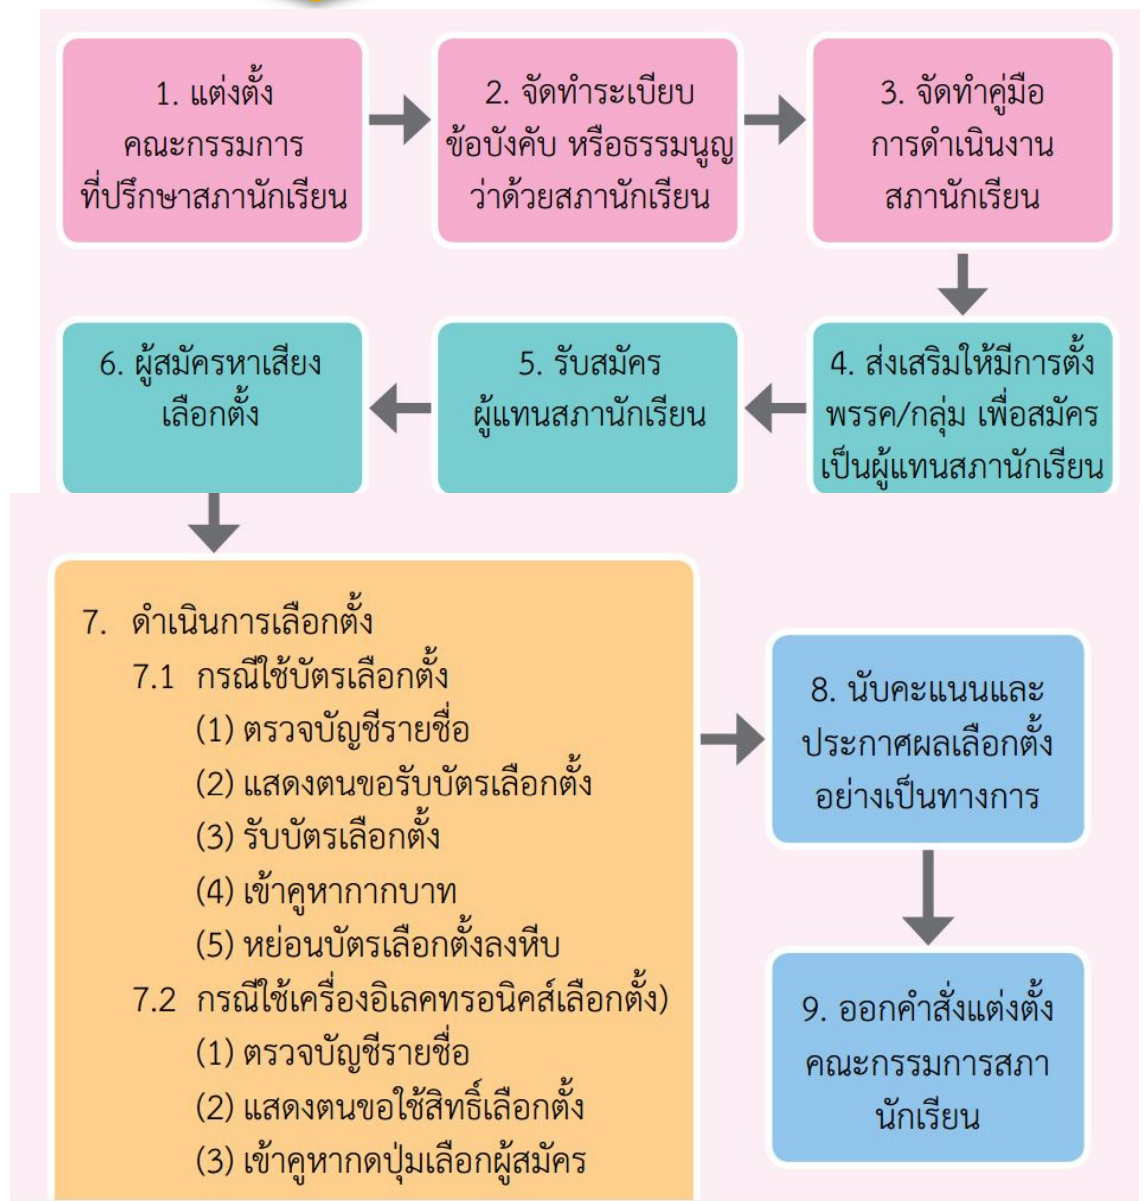 1. แต่งตั้ง
คณะกรรมการ
ที่ปรึกษาสภานักเรียน
2. จัดทำระเบียบ
ข้อบังคับ หรือธรรมนูญ
ว่าด้วยสภานักเรียน
3. จัดทำคู่มือ
การดำเนินงาน
สภานักเรียน
4. ส่งเสริมให้มีการตั้ง
พรรค/กลุ่ม เพื่อสมัคร
เป็นผู้แทนสภานักเรียน
5. รับสมัคร
ผู้แทนสภานักเรียน
6. ผู้สมัครหาเสียง
เลือกตั้ง
7. ดำเนินการเลือกตั้ง
7.1 กรณีใช้บัตรเลือกตั้ง
(1) ตรวจบัญชีรายชื่อ
(2) แสดงตนขอรับบัตรเลือกตั้ง
(3) รับบัตรเลือกตั้ง
(4) เข้าคูหากากบาท
(5) หย่อนบัตรเลือกตั้งลงหีบ
7.2 กรณีใช้เครื่องอิเลคทรอนิคส์เลือกตั้ง)
(1) ตรวจบัญชีรายชื่อ
(2) แสดงตนขอใช้สิทธิ์เลือกตั้ง
(3) เข้าคูหากดปุ่มเลือกผู้สมัคร
8. นับคะแนนและ
ประกาศผลเลือกตั้ง
อย่างเป็นทางการ
9. ออกคำสั่งแต่งตั้ง
คณะกรรมการสภา
นักเรียน